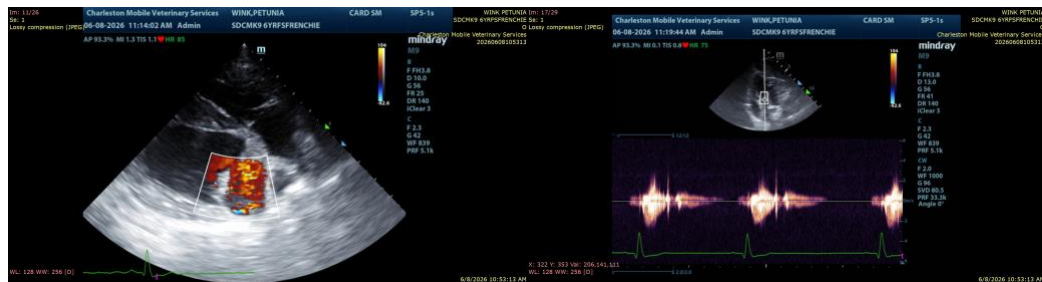 Im: 11/26
Se: 1
Lossy compression (JPEG)
Charleston Mobile Veterinary Services
WINK,PETUNIA
CARD SM
SP5-1s
06-08-2026 11:14:02 AM Admin
SDCMK9 6YRFSFRENCHIE
WINK PETUNIA
SDCMK9 6YRFSFRENCHIE
O
Charleston Mobile Veterinary Services
20260608105313
AP 93.3% MI 1.3 TIS 1.1 HR 85
m
mindray
M9
B
F FH3.8
D 10.0
G 56
FR 25
DR 140
iClear 3
C
F 2.3
G 42
WF 839
PRF 5.1k
WL: 128 WW: 256 [D]
6/8/2026 10:53:13 AM
Im: 17/29
Se: 1
Lossy compression (JPEG)
Charleston Mobile Veterinary Services
WINK,PETUNIA
CARD SM
SP5-1s
06-08-2026 11:19:44 AM Admin
SDCMK9 6YRFSFRENCHIE
WINK PETUNIA
SDCMK9 6YRFSFRENCHIE
O
Charleston Mobile Veterinary Services
20260608105313
AP 93.3% MI 0.1 TIS 0.8 HR 75
mindray
M9
B
F FH3.8
D 13.0
G 56
FR 41
DR 140
iClear 3
C
F 2.3
G 42
WF 839
PRF 5.1k
CW
F 2.0
WF 1000
G 96
SVD 80.5
PRF 33.3k
Angle 0°
X: 322 Y: 353 Val: 206,141,111
WL: 128 WW: 256 [D]
6/8/2026 10:53:13 AM